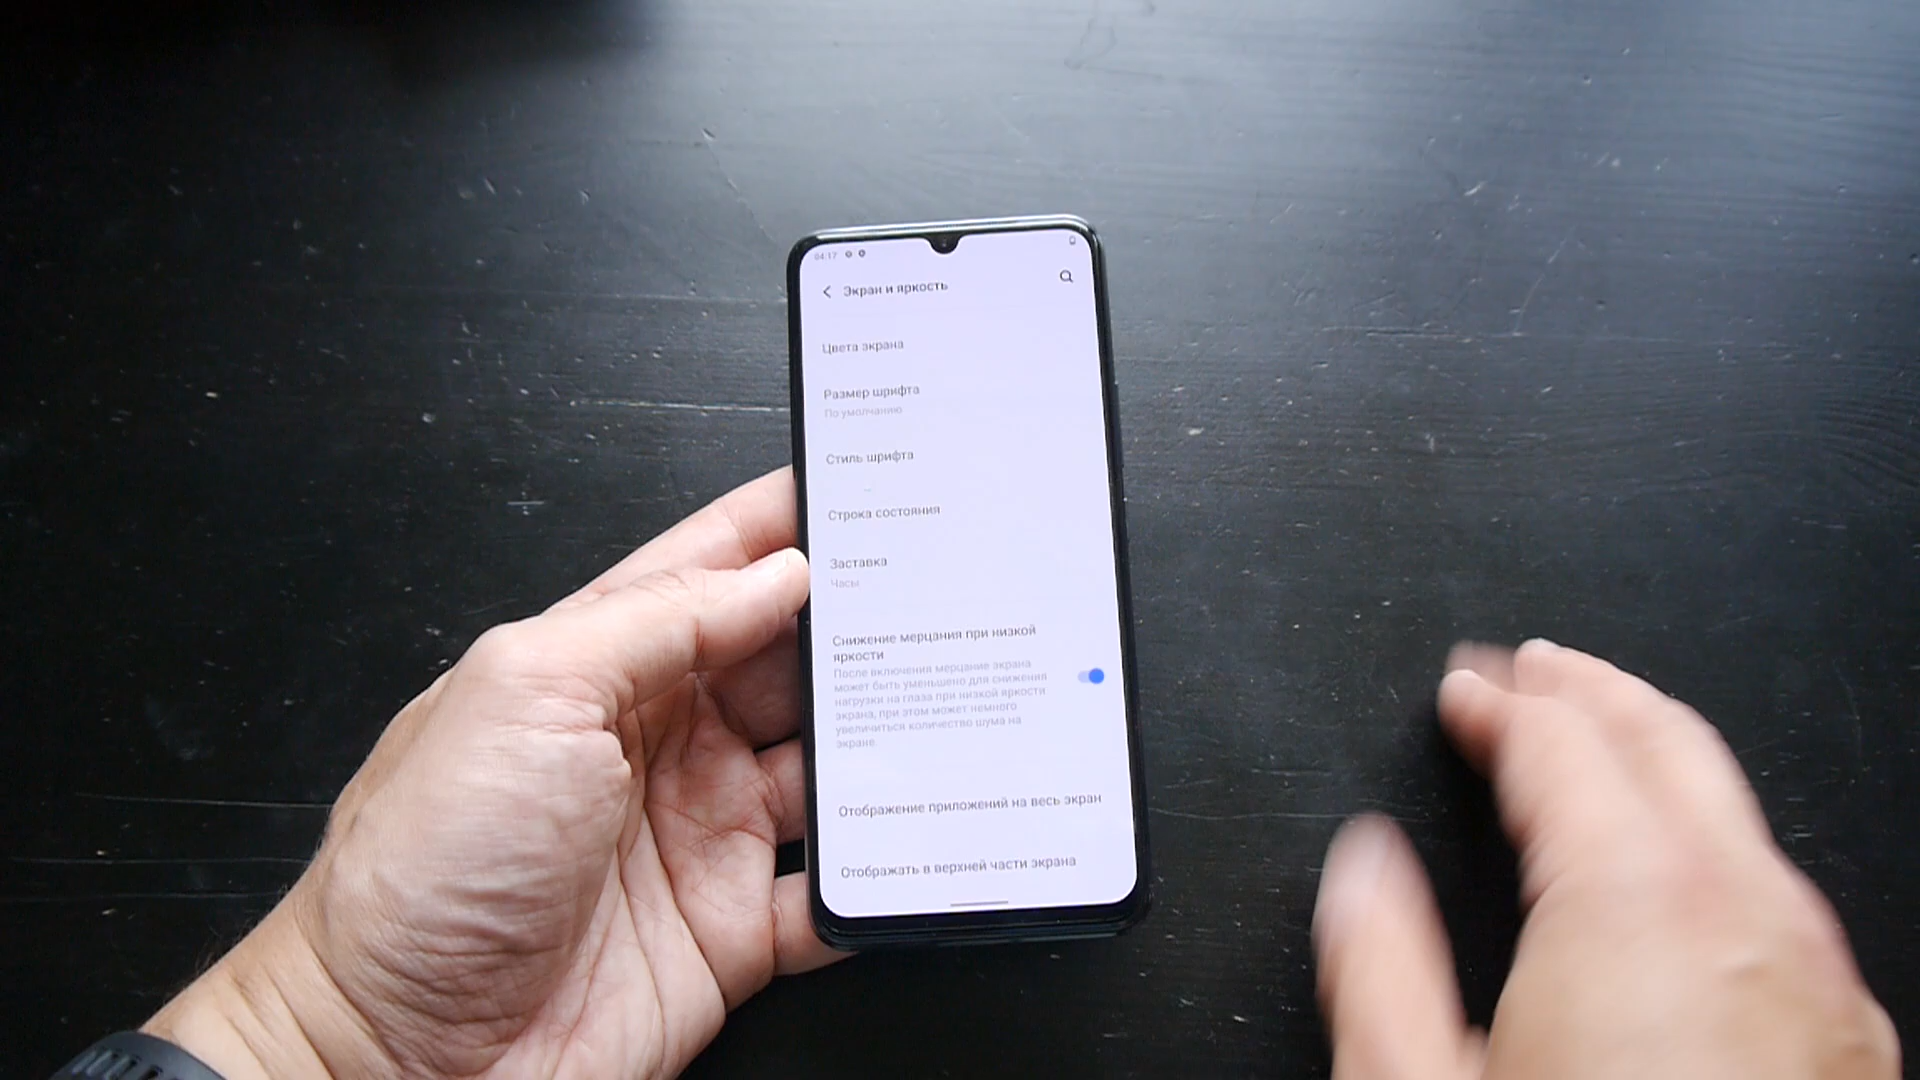 04:17
Экран и яркость
Цвета экрана
Размер шрифта
По умолчанию
Стиль шрифта
Строка состояния
Заставка
Часы
Снижение мерцания при низкой
яркости
После включения мерцание экрана
может быть уменьшено для снижения
нагрузки на глаза при низкой яркости
экрана, при этом может немного
увеличиться количество шума на
экране.
Отображение приложений на весь экран
Отображать в верхней части экрана